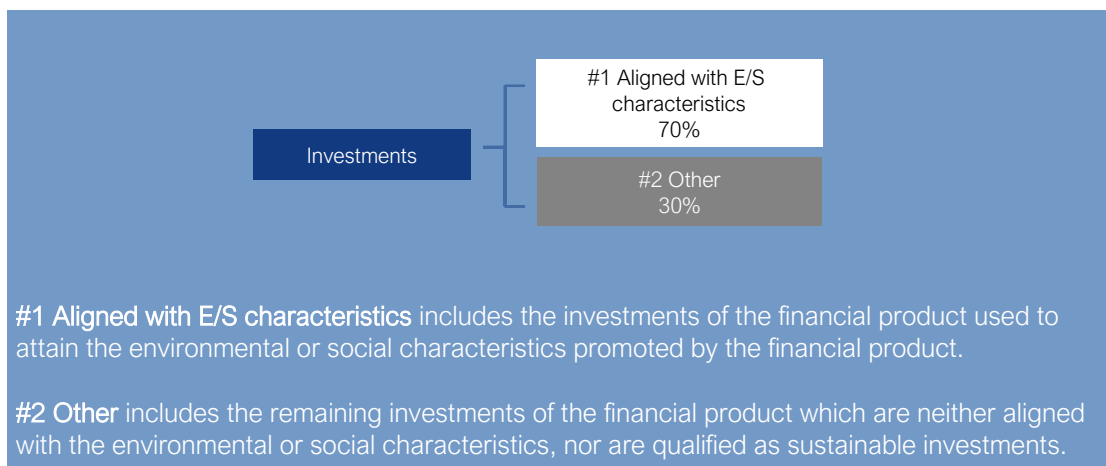 #1 Aligned with E/S
characteristics
70%
Investments
#2 Other
30%
#1 Aligned with E/S characteristics includes the investments of the financial product used to
attain the environmental or social characteristics promoted by the financial product.
#2 Other includes the remaining investments of the financial product which are neither aligned
with the environmental or social characteristics, nor are qualified as sustainable investments.